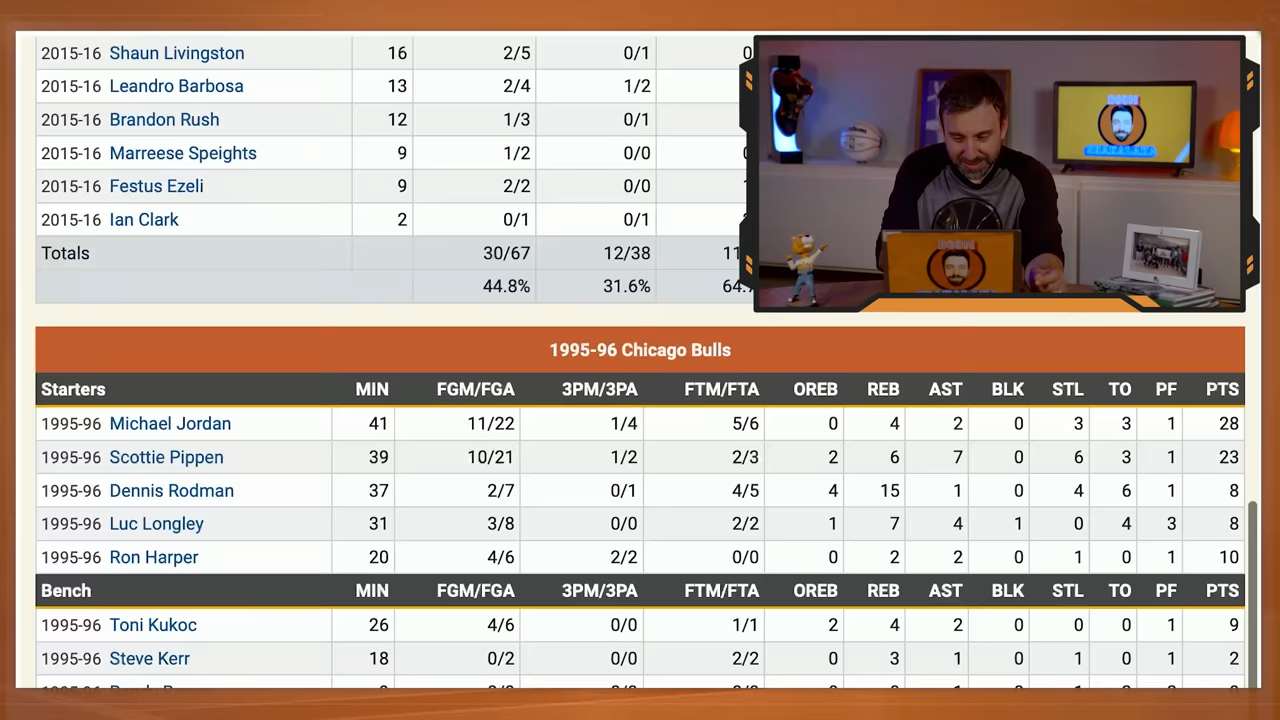 2015-16 Shaun Livingston 16 2/5 0/1
2015-16 Leandro Barbosa 13 2/4 1/2
2015-16 Brandon Rush 12 1/3 0/1
2015-16 Marreese Speights 9 1/2 0/0
2015-16 Festus Ezeli 9 2/2 0/0
2015-16 Ian Clark 2 0/1 0/1
Totals 30/67 12/38 11
44.8% 31.6% 64.
1995-96 Chicago Bulls
Starters MIN FGM/FGA 3PM/3PA FTM/FTA OREB REB AST BLK STL TO PF PTS
1995-96 Michael Jordan 41 11/22 1/4 5/6 0 4 2 0 3 3 1 28
1995-96 Scottie Pippen 39 10/21 1/2 2/3 2 6 7 0 6 3 1 23
1995-96 Dennis Rodman 37 2/7 0/1 4/5 4 15 1 0 4 6 1 8
1995-96 Luc Longley 31 3/8 0/0 2/2 1 7 4 1 0 4 3 8
1995-96 Ron Harper 20 4/6 2/2 0/0 0 2 2 0 1 0 1 10
Bench MIN FGM/FGA 3PM/3PA FTM/FTA OREB REB AST BLK STL TO PF PTS
1995-96 Toni Kukoc 26 4/6 0/0 1/1 2 4 2 0 0 0 1 9
1995-96 Steve Kerr 18 0/2 0/0 2/2 0 3 1 0 1 0 1 2